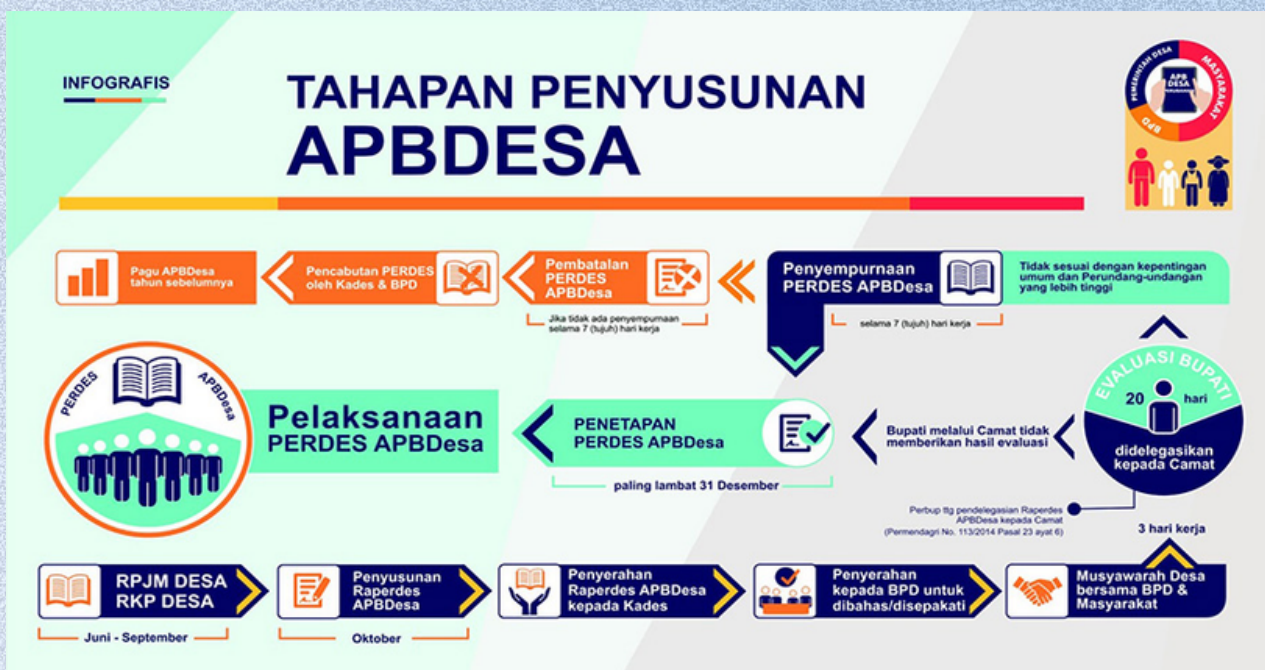 INFOGRAFIS
TAHAPAN PENYUSUNAN
APBDESA
PEMERINTAH DESA
MASYARAKAT
BPD
APB
DESA
Pagu APBDesa
tahun sebelumnya
Pencabutan PERDES
oleh Kades & BPD
Pembatalan
PERDES
APBDesa
Jika tidak ada penyempurnaan
selama 7 (tujuh) hari kerja
Penyempurnaan
PERDES APBDesa
selama 7 (tujuh) hari kerja
Tidak sesuai dengan kepentingan
umum dan Perundang-undangan
yang lebih tinggi
PERDES
APBDesa
Pelaksanaan
PERDES APBDesa
PENETAPAN
PERDES APBDesa
paling lambat 31 Desember
Bupati melalui Camat tidak
memberikan hasil evaluasi
EVALUASI BUPATI
20 hari
didelegasikan
kepada Camat
Perbup ttg pendelegasian Raperdes
APBDesa kepada Camat
(Permendagri No. 113/2014 Pasal 23 ayat 6)
3 hari kerja
RPJM DESA
RKP DESA
Juni - September
Penyusunan
Raperdes
APBDesa
Oktober
Penyerahan
Raperdes APBDesa
kepada Kades
Penyerahan
kepada BPD untuk
dibahas/disepakati
Musyawarah Desa
bersama BPD &
Masyarakat